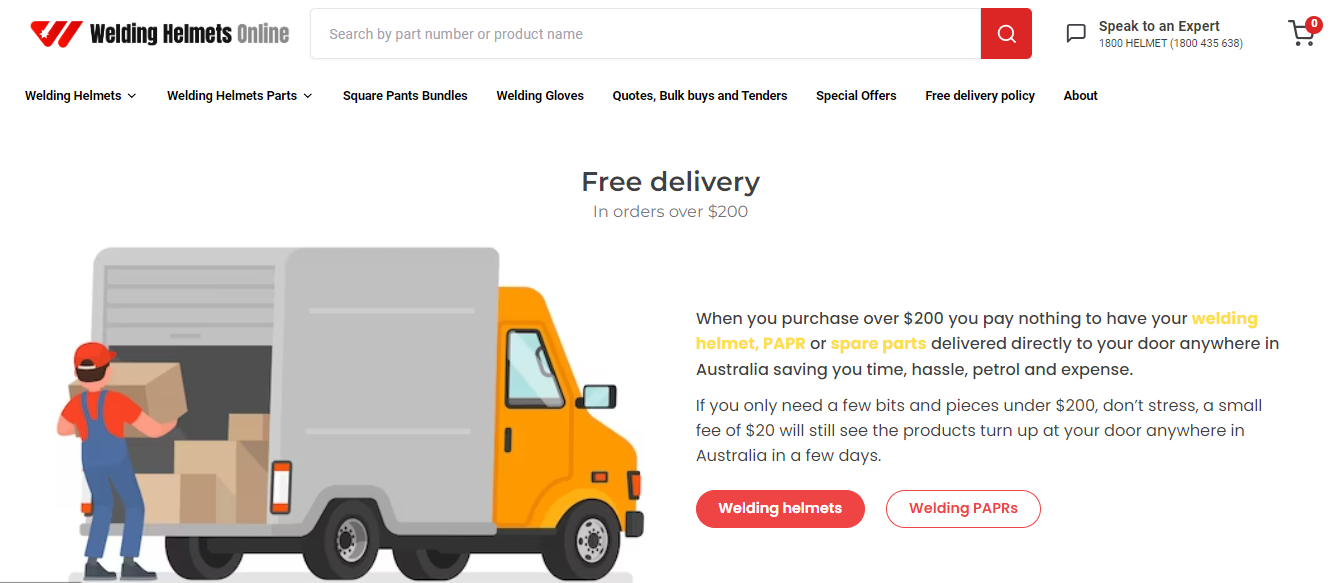 Welding Helmets Online
Search by part number or product name
Speak to an Expert
1800 HELMET (1800 435 638)
0
Welding Helmets
Welding Helmets Parts
Square Pants Bundles
Welding Gloves
Quotes, Bulk buys and Tenders
Special Offers
Free delivery policy
About
Free delivery
In orders over $200
When you purchase over $200 you pay nothing to have your welding
helmet, PAPR or spare parts delivered directly to your door anywhere in
Australia saving you time, hassle, petrol and expense.
If you only need a few bits and pieces under $200, don’t stress, a small
fee of $20 will still see the products turn up at your door anywhere in
Australia in a few days.
Welding helmets
Welding PAPRs